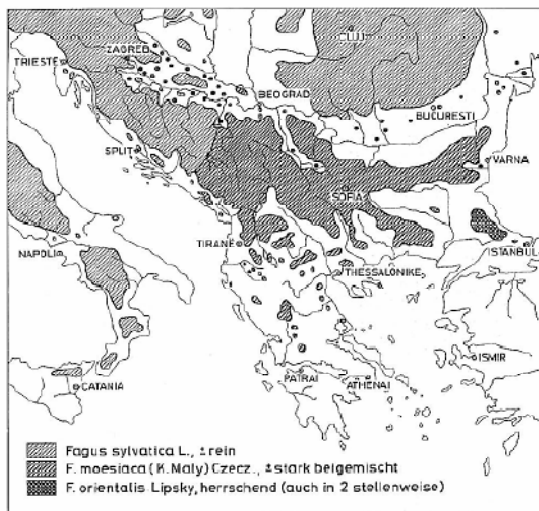 CLUJ
ZAGREB
TRIESTE
BEOGRAD
BUCURESTI
SPLIT
VARNA
SOFIA
TIRANË
ISTANBUL
NAPOLI
THESSALONIKE
ISMIR
PATRAI
ATHENAI
CATANIA
Fagus sylvatica L., ± rein
F. moesiaca (K. Maly) Czecz., ± stark beigemischt
F. orientalis Lipsky, herrschend (auch in 2 stellenweise)